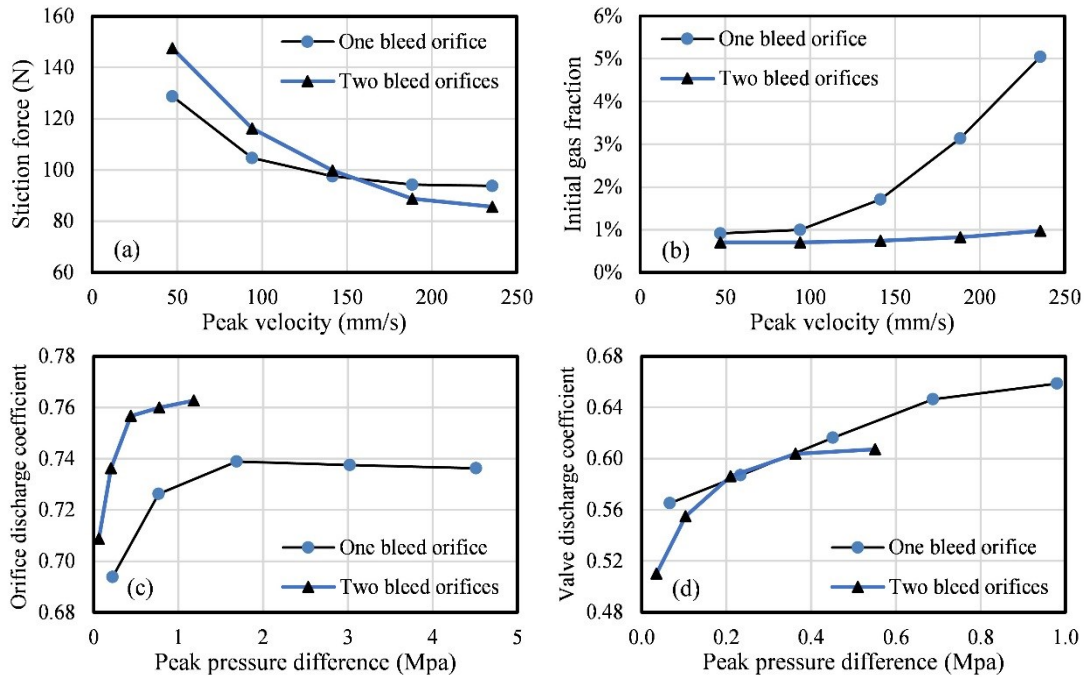 160
140
120
100
80
60
Stiction force (N)
One bleed orifice
Two bleed orifices
(a)
0 50 100 150 200 250
Peak velocity (mm/s)
6%
5%
4%
3%
2%
1%
0%
Initial gas fraction
One bleed orifice
Two bleed orifices
(b)
0 50 100 150 200 250
Peak velocity (mm/s)
0.78
0.76
0.74
0.72
0.70
0.68
Orifice discharge coefficient
One bleed orifice
Two bleed orifices
(c)
0 1 2 3 4 5
Peak pressure difference (Mpa)
0.68
0.64
0.60
0.56
0.52
0.48
Valve discharge coefficient
One bleed orifice
Two bleed orifices
(d)
0.0 0.2 0.4 0.6 0.8 1.0
Peak pressure difference (Mpa)